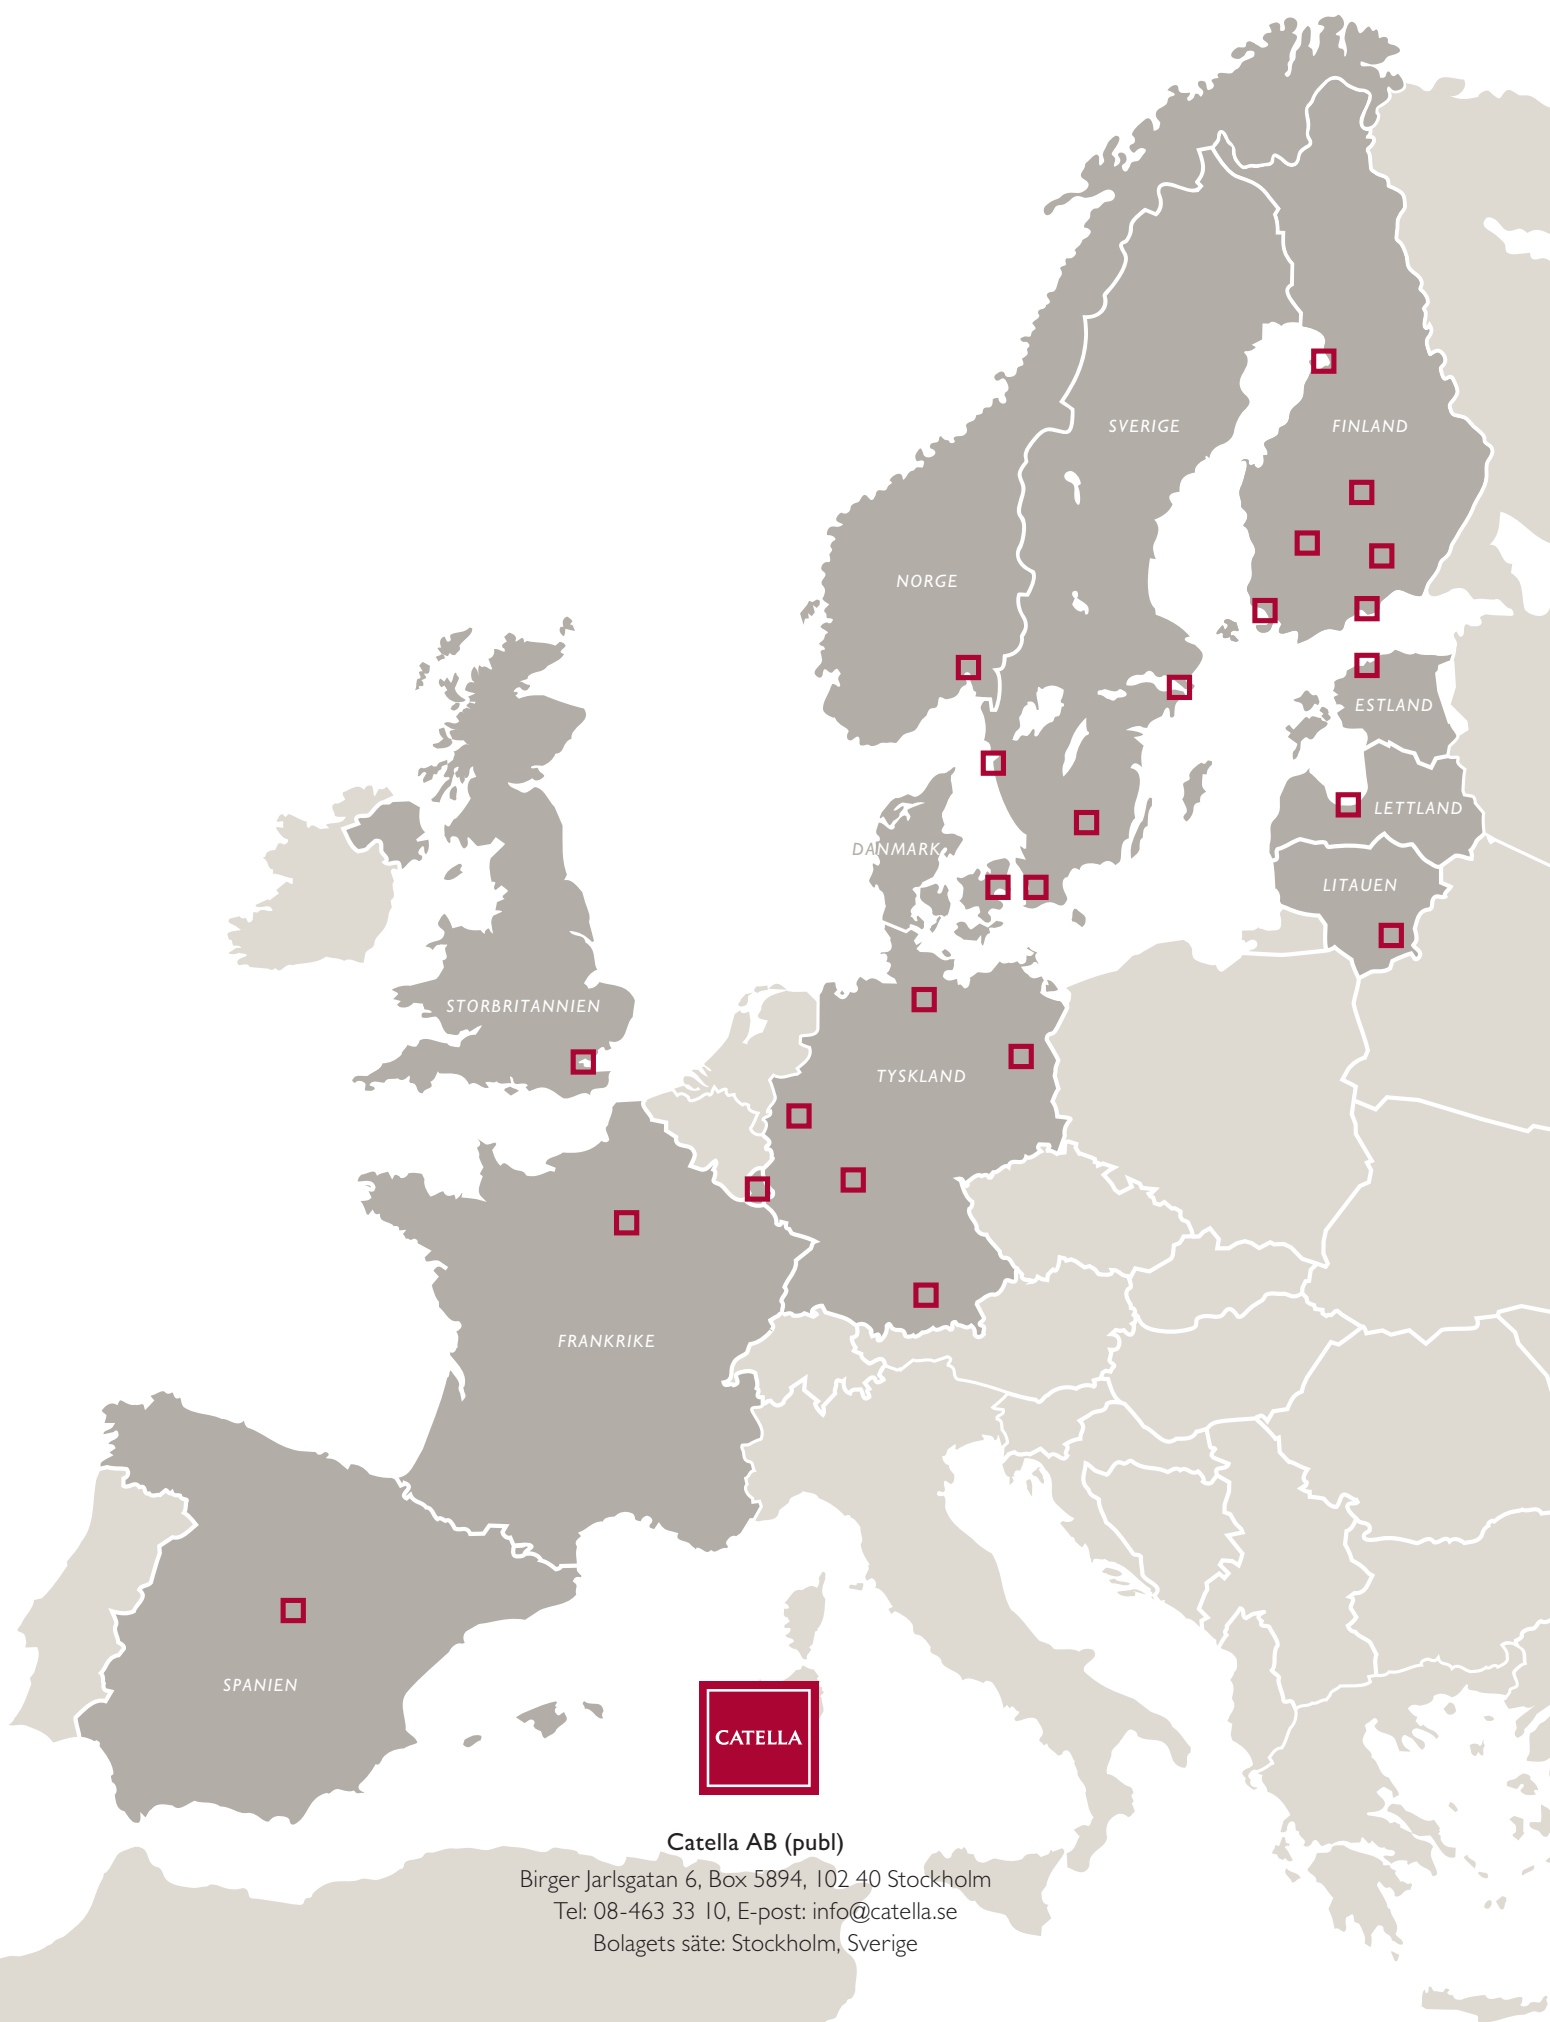 SVERIGE
FINLAND
NORGE
ESTLAND
LETTLAND
DANMARK
LITAUEN
STORBRITANNIEN
TYSKLAND
FRANKRIKE
SPANIEN
CATELLA
Catella AB (publ)
Birger Jarlsgatan 6, Box 5894, 102 40 Stockholm
Tel: 08-463 33 10, E-post: info@catella.se
Bolagets säte: Stockholm, Sverige